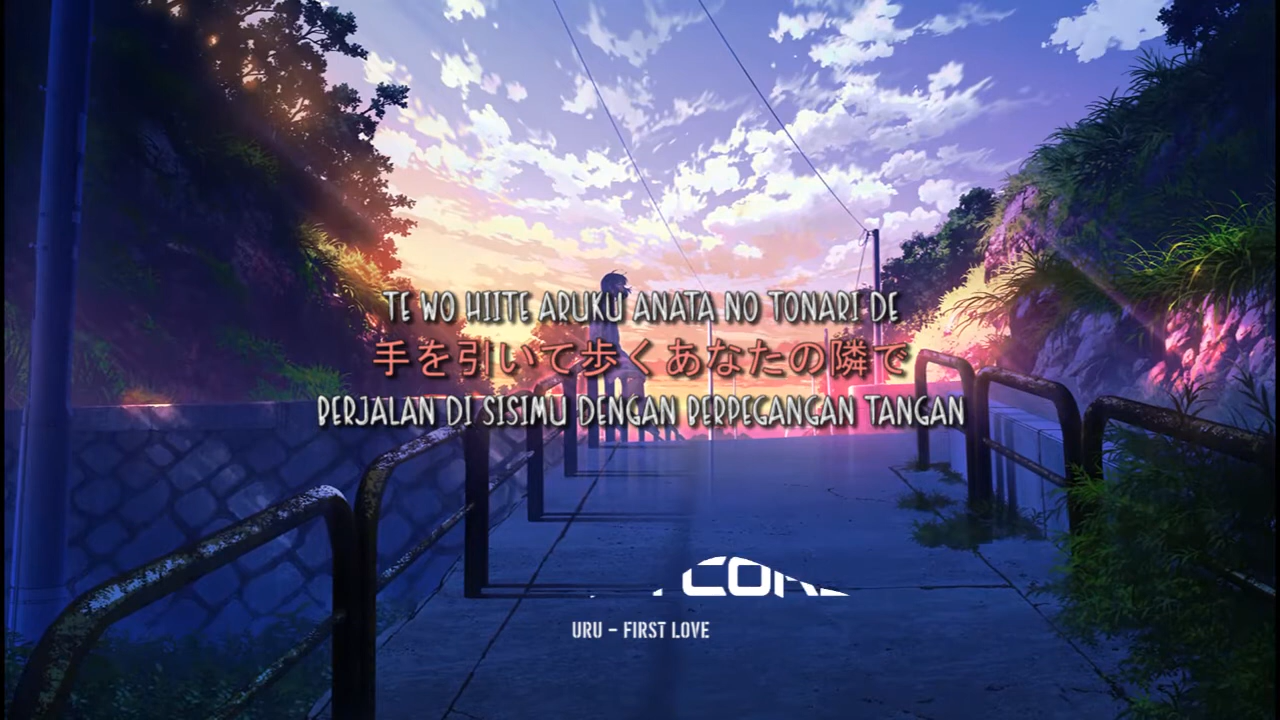 TE WO HIITE ARUKU ANATA NO TONARI DE
手を引いて歩くあなたの隣で
BERJALAN DI SISIMU DENGAN BERPEGANGAN TANGAN
URU - FIRST LOVE